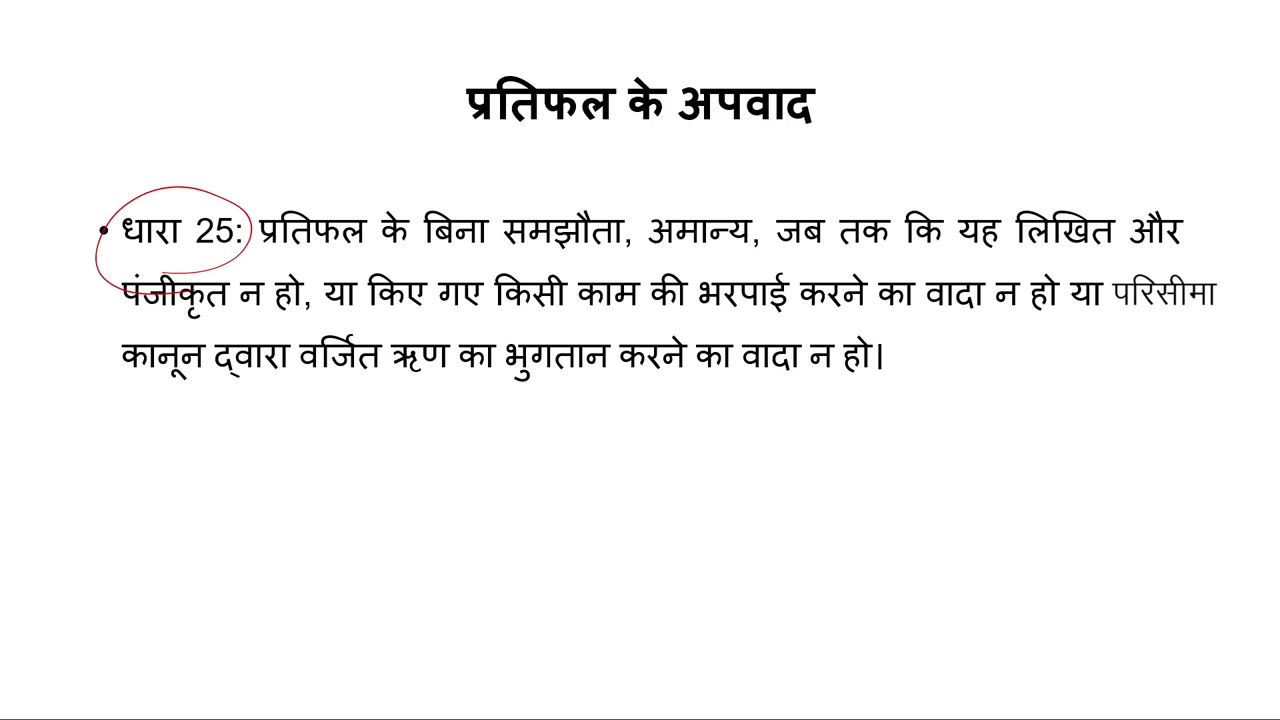 प्रतिफल के अपवाद
• धारा 25: प्रतिफल के बिना समझौता, अमान्य, जब तक कि यह लिखित और
पंजीकृत न हो, या किए गए किसी काम की भरपाई करने का वादा न हो या परिसीमा
कानून द्वारा वर्जित ऋण का भुगतान करने का वादा न हो।